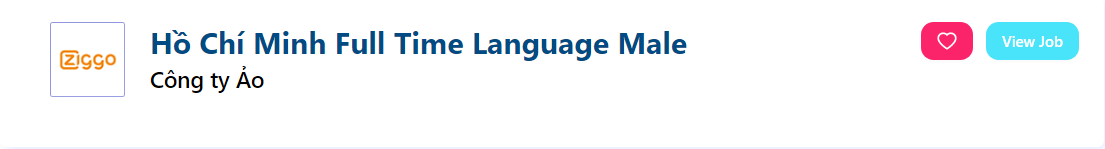 Ziggo
Hồ Chí Minh Full Time Language Male
View Job
Công ty Ảo